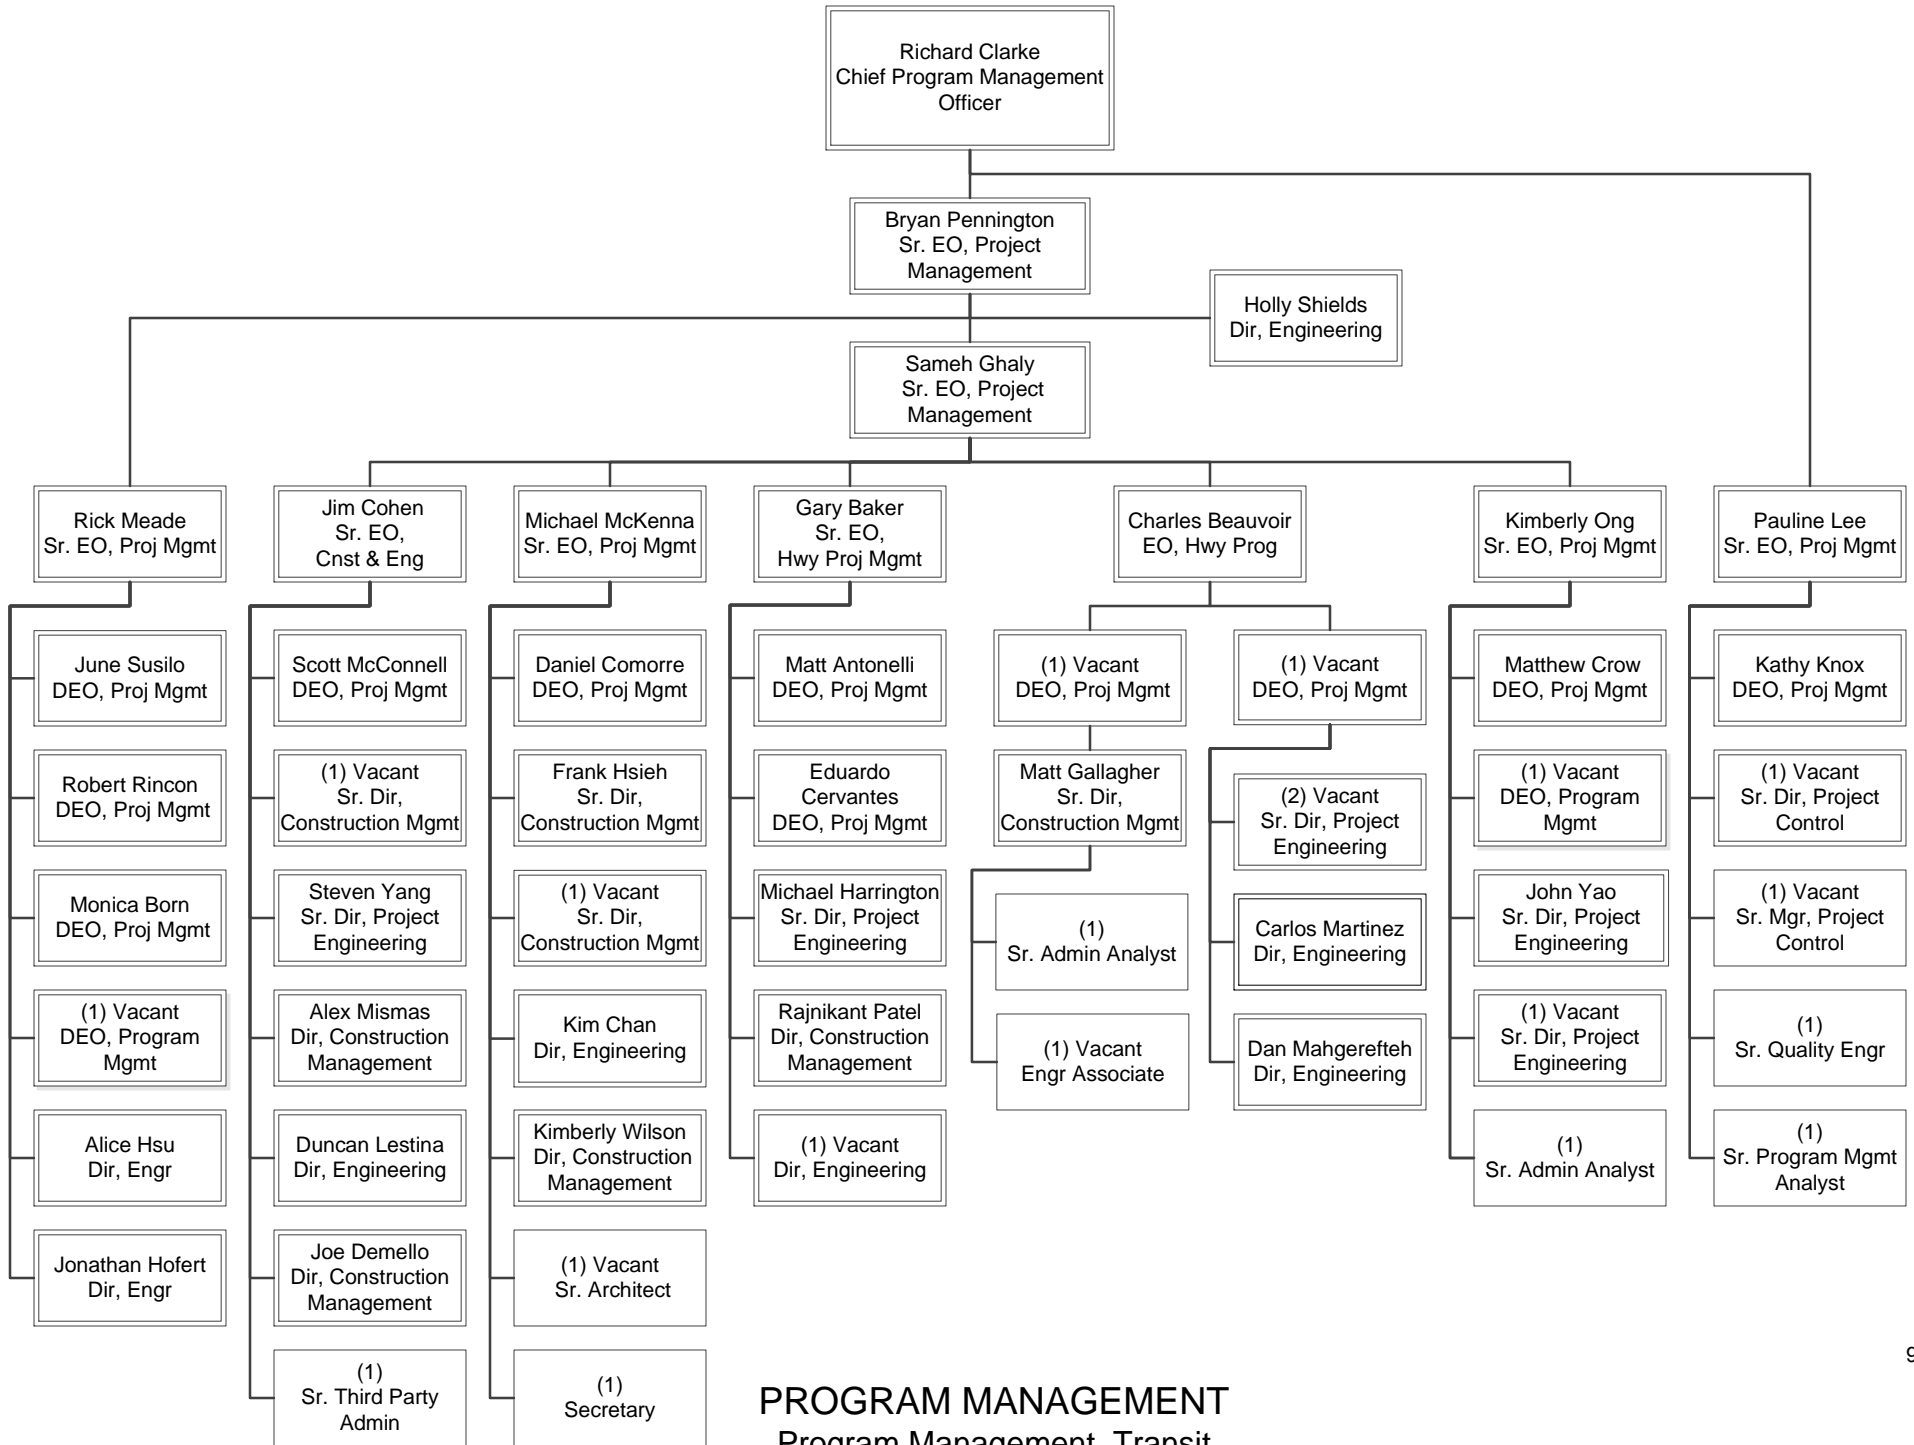 Richard Clarke
Chief Program Management
Officer
Bryan Pennington
Sr. EO, Project
Management
Holly Shields
Dir, Engineering
Sameh Ghaly
Sr. EO, Project
Management
Rick Meade
Sr. EO, Proj Mgmt
Jim Cohen
Sr. EO,
Cnst & Eng
Michael McKenna
Sr. EO, Proj Mgmt
Gary Baker
Sr. EO,
Hwy Proj Mgmt
Charles Beauvoir
EO, Hwy Prog
Kimberly Ong
Sr. EO, Proj Mgmt
Pauline Lee
Sr. EO, Proj Mgmt
June Susilo
DEO, Proj Mgmt
Robert Rincon
DEO, Proj Mgmt
Monica Born
DEO, Proj Mgmt
(1) Vacant
DEO, Program
Mgmt
Alice Hsu
Dir, Engr
Jonathan Hofert
Dir, Engr
Scott McConnell
DEO, Proj Mgmt
(1) Vacant
Sr. Dir,
Construction Mgmt
Steven Yang
Sr. Dir, Project
Engineering
Alex Mismas
Dir, Construction
Management
Duncan Lestina
Dir, Engineering
Joe Demello
Dir, Construction
Management
(1)
Sr. Third Party
Admin
Daniel Comorre
DEO, Proj Mgmt
Frank Hsieh
Sr. Dir,
Construction Mgmt
(1) Vacant
Sr. Dir,
Construction Mgmt
Kim Chan
Dir, Engineering
Kimberly Wilson
Dir, Construction
Management
(1) Vacant
Sr. Architect
(1)
Secretary
Matt Antonelli
DEO, Proj Mgmt
Eduardo
Cervantes
DEO, Proj Mgmt
Michael Harrington
Sr. Dir, Project
Engineering
Rajnikant Patel
Dir, Construction
Management
(1) Vacant
Dir, Engineering
(1) Vacant
DEO, Proj Mgmt
Matt Gallagher
Sr. Dir,
Construction Mgmt
(1)
Sr. Admin Analyst
(1) Vacant
Engr Associate
(1) Vacant
DEO, Proj Mgmt
(2) Vacant
Sr. Dir, Project
Engineering
Carlos Martinez
Dir, Engineering
Dan Mahgerefteh
Dir, Engineering
Matthew Crow
DEO, Proj Mgmt
(1) Vacant
DEO, Program
Mgmt
John Yao
Sr. Dir, Project
Engineering
(1) Vacant
Sr. Dir, Project
Engineering
(1)
Sr. Admin Analyst
Kathy Knox
DEO, Proj Mgmt
(1) Vacant
Sr. Dir, Project
Control
(1) Vacant
Sr. Mgr, Project
Control
(1)
Sr. Quality Engr
(1)
Sr. Program Mgmt
Analyst
9
PROGRAM MANAGEMENT
Program Management, Transit